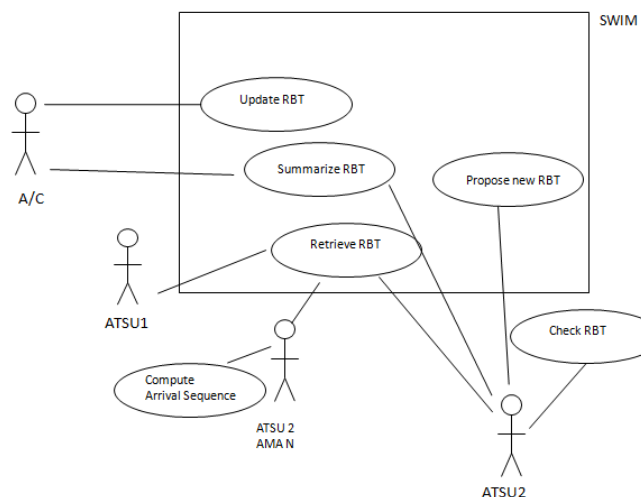 SWIM
Update RBT
Summarize RBT
Propose new RBT
A/C
Retrieve RBT
ATSU1
Check RBT
Compute
Arrival Sequence
ATSU 2
AMA N
ATSU2